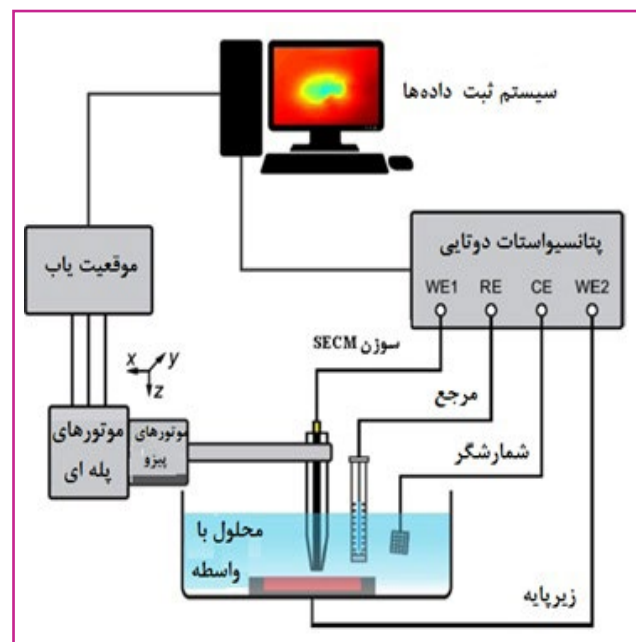 سیستم ثبت داده‌ها
پتانسیواستات دوتایی
WE1 RE CE WE2
موقعیت یاب
سوزن SECM
x y z
مرجع
موتورهای
پله ای
موتورهای
پیزو
شمارشگر
محلول با
واسطه
زیرپایه